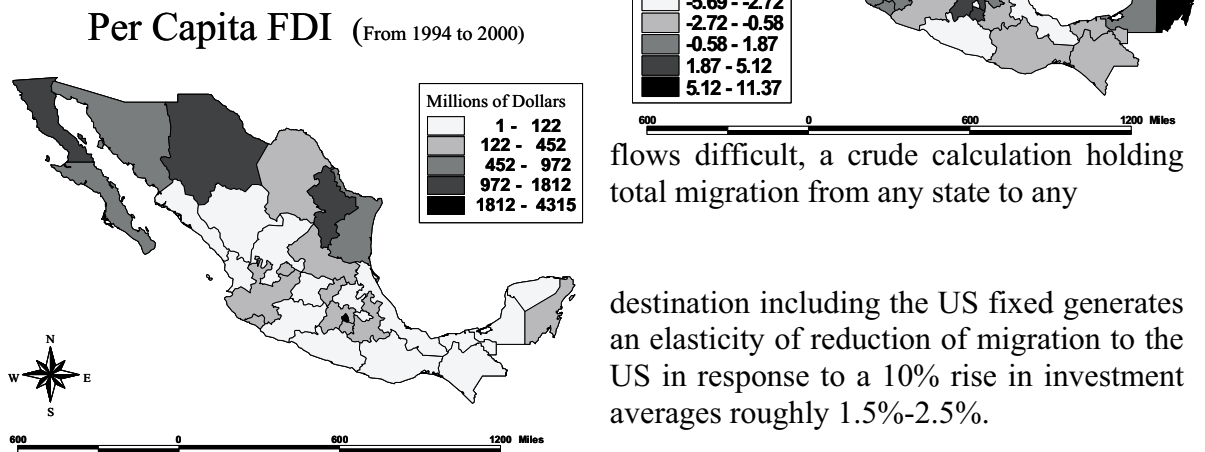 Per Capita FDI (From 1994 to 2000)
Millions of Dollars
1 - 122
122 - 452
452 - 972
972 - 1812
1812 - 4315
N
W E
S
600 0 600 1200 Miles
-5.69 - -2.72
-2.72 - -0.58
-0.58 - 1.87
1.87 - 5.12
5.12 - 11.37
600 0 600 1200 Miles
flows difficult, a crude calculation holding
total migration from any state to any
destination including the US fixed generates
an elasticity of reduction of migration to the
US in response to a 10% rise in investment
averages roughly 1.5%-2.5%.